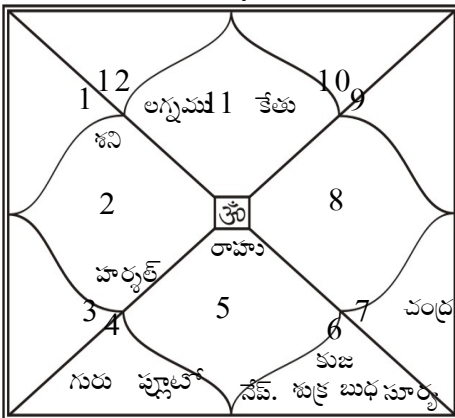 12 10
1 లగ్నము 11 కేతు 9
శని
2 ॐ 8
రాహు
హర్శల్
3 5 7 చంద్ర
4 6
కుజ
గురు ప్లూటో నేప్. శుక్ర బుధ సూర్య